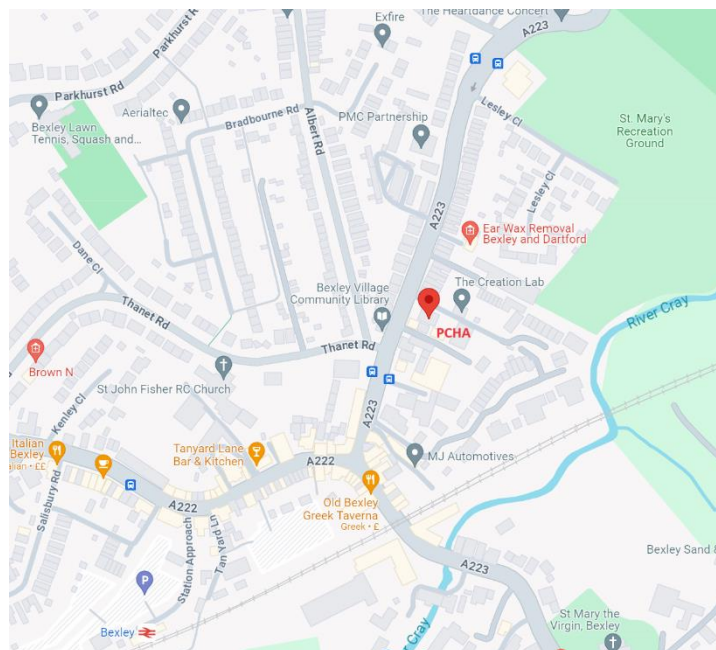 Exfire
The Heartdance Concert
A223
Parkhurst Rd
Parkhurst Rd
Aerialtec
Bradbourne Rd
Albert Rd
PMC Partnership
Lesley Cl
St. Mary's
Recreation
Ground
Bexley Lawn
Tennis, Squash and...
A223
Lesley Cl
Ear Wax Removal
Bexley and Dartford
Dane Cl
Bexley Village
Community Library
The Creation Lab
River Cray
Thanet Rd
PCHA
Thanet Rd
Brown N
St John Fisher RC Church
Kenley Cl
A223
Italian
Bexley
alian • ££
Tanyard Lane
Bar & Kitchen
A222
MJ Automotives
Salisbury Rd
A222
Old Bexley
Greek Taverna
Greek • £
Tan Yard Ln
Station Approach
P
A223
Bexley Sand &
Bexley
River Cray
St Mary the
Virgin, Bexley